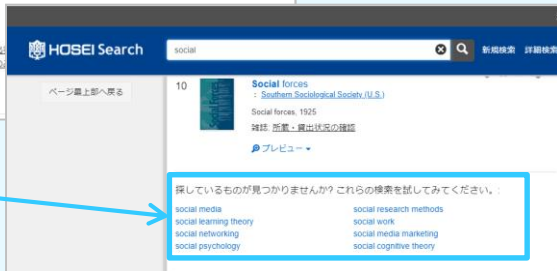 HOSEI Search
social
新規検索 詳細検索
ページ最上部へ戻る
10
Social forces
: Southern Sociological Society (U.S.)
Social forces, 1925
雑誌 所蔵・貸出状況の確認
プレビュー
探しているものが見つかりませんか? これらの検索を試してみてください。:
social media
social research methods
social learning theory
social work
social networking
social media marketing
social psychology
social cognitive theory